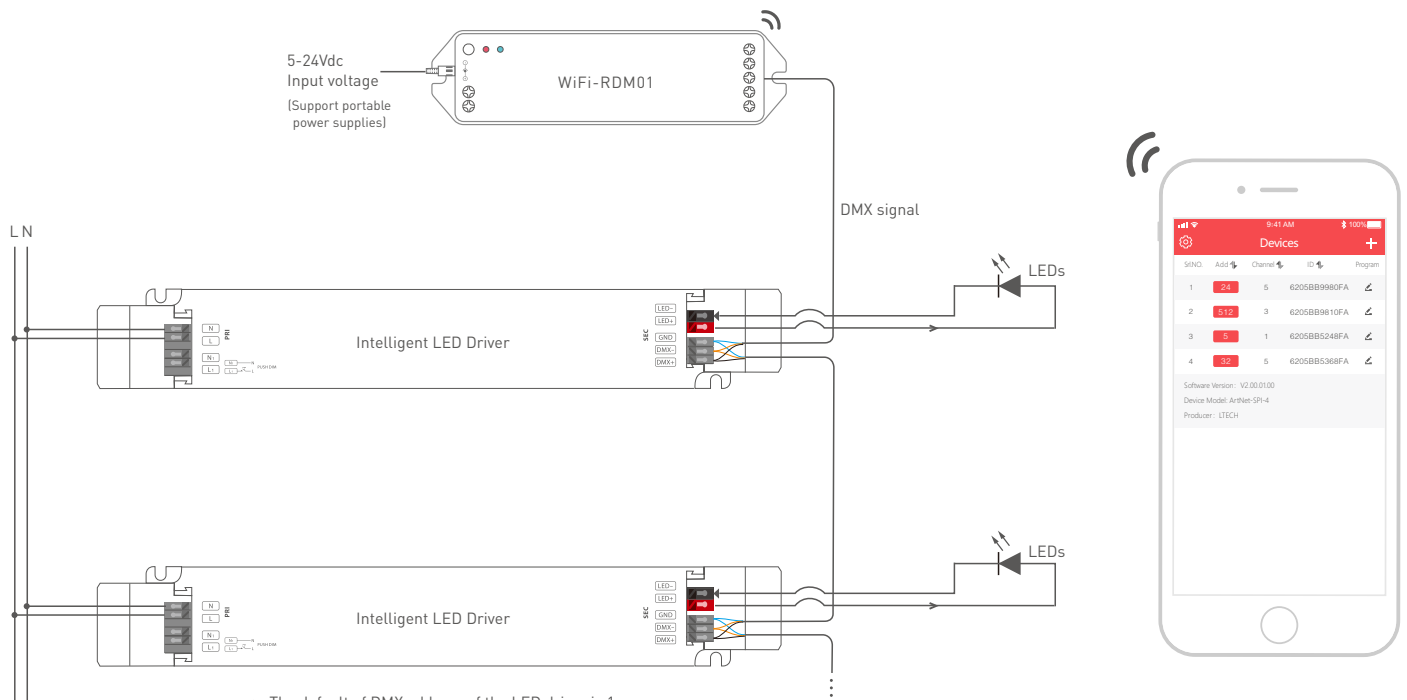 5-24Vdc
Input voltage
(Support portable
power supplies)
WiFi-RDM01
DMX signal
L N
LEDs
Intelligent LED Driver
PRI
N
L
N
L
PUSH DIM
N
L
SEC
LED-
LED+
GND
DMX-
DMX+
LEDs
Intelligent LED Driver
PRI
N
L
N
L
PUSH DIM
N
L
SEC
LED-
LED+
GND
DMX-
DMX+
9:41 AM 100%
Devices
Srl.NO. Add Channel ID Program
1 24 5 6205BB9980FA
2 512 3 6205BB9810FA
3 5 1 6205BB5248FA
4 32 5 6205BB5368FA
Software Version: V2.00.01.00
Device Model: ArtNet-SPI-4
Producer: LTECH